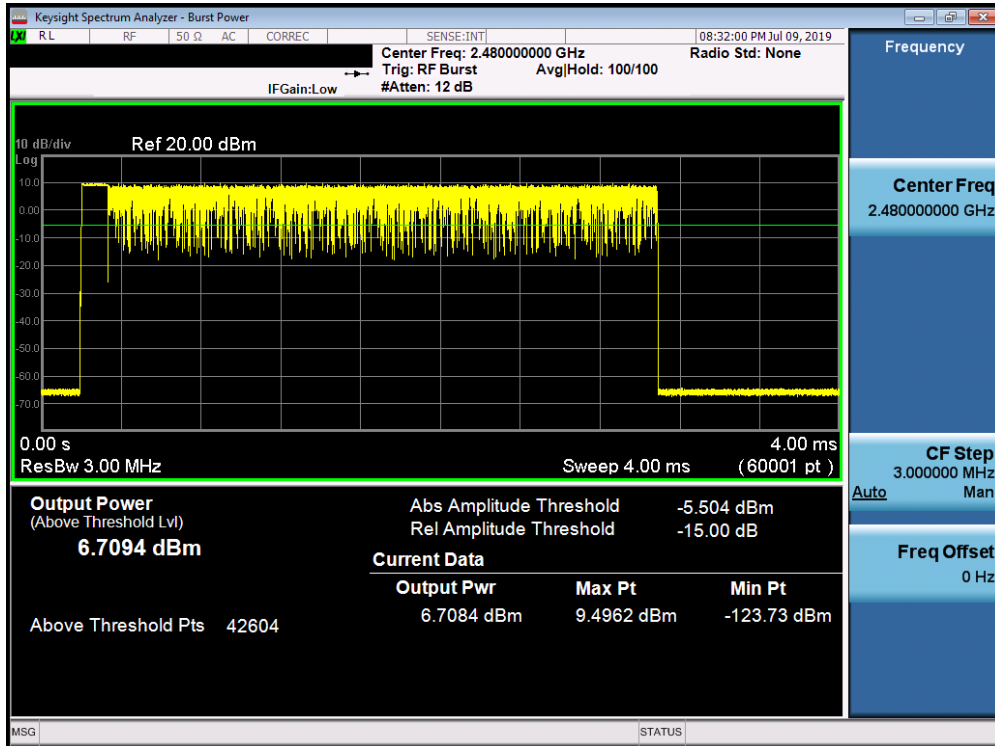 Keysight Spectrum Analyzer - Burst Power
LXI RL RF 50 Ω AC CORREC SENSE:INT 08:32:00 PM Jul 09, 2019
Center Freq: 2.480000000 GHz Radio Std: None
Trig: RF Burst Avg|Hold: 100/100
IFGain:Low #Atten: 12 dB
Frequency
10 dB/div Ref 20.00 dBm
Log
10.0
0.00
-10.0
-20.0
-30.0
-40.0
-50.0
-60.0
-70.0
0.00 s 4.00 ms
ResBw 3.00 MHz Sweep 4.00 ms (60001 pt)
Center Freq
2.480000000 GHz
CF Step
3.000000 MHz
Auto Man
Freq Offset
0 Hz
Output Power
(Above Threshold Lvl)
6.7094 dBm
Above Threshold Pts 42604
Abs Amplitude Threshold -5.504 dBm
Rel Amplitude Threshold -15.00 dB
Current Data
Output Pwr Max Pt Min Pt
6.7084 dBm 9.4962 dBm -123.73 dBm
MSG STATUS